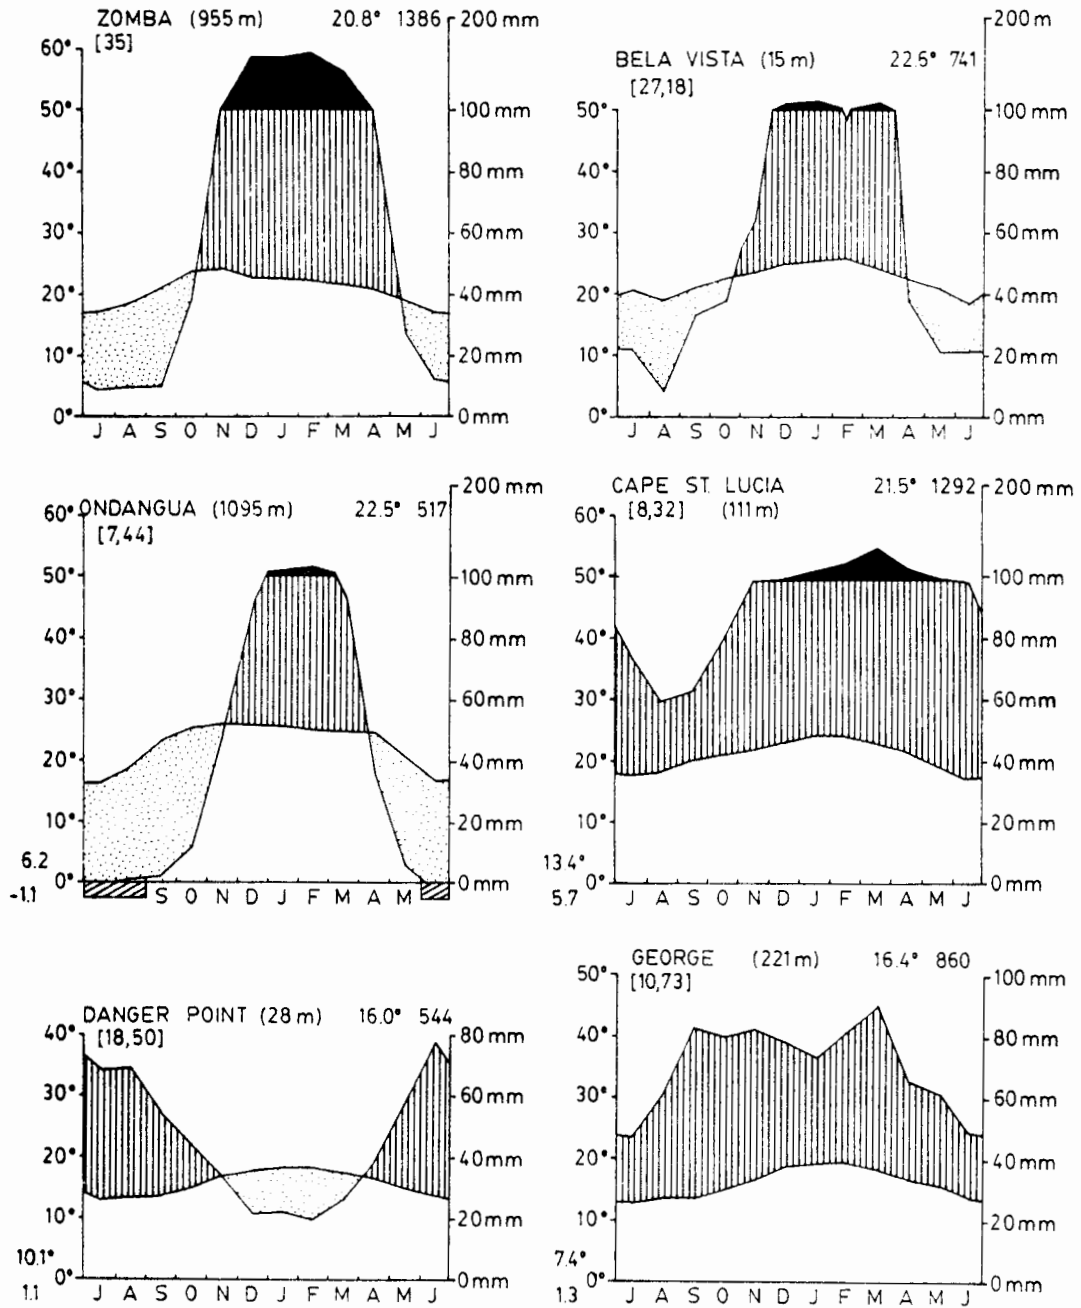 ZOMBA (955 m) 20.8° 1386
[35]
200 mm
60°
50°
100 mm
40°
80 mm
30°
60 mm
20°
40 mm
10°
20 mm
0°
0 mm
J A S O N D J F M A M J
200 m
BELA VISTA (15 m) 22.5° 741
[27,18]
50°
100 m
40°
80 mm
30°
60 mm
20°
40 mm
10°
20 mm
0°
0 mm
J A S O N D J F M A M J
200 mm
ONDANGUA (1095 m) 22.5° 517
[7,44]
60°
50°
100 mm
40°
80 mm
30°
60 mm
20°
40 mm
10°
20 mm
6.2
0°
0 mm
-1.1
S O N D J F M A M
CAPE ST. LUCIA 21.5° 1292
[8,32] (111 m)
200 mm
60°
50°
100 mm
40°
80 mm
30°
60 mm
20°
40 mm
10°
20 mm
13.4°
0°
0 mm
5.7
J A S O N D J F M A M J
DANGER POINT (28 m) 16.0° 544
[18,50]
40°
80 mm
30°
60 mm
20°
40 mm
10°
20 mm
10.1°
0°
0 mm
1.1
J A S O N D J F M A M J
GEORGE (221 m) 16.4° 860
[10,73]
50°
100 mm
40°
80 mm
30°
60 mm
20°
40 mm
10°
20 mm
7.4°
0°
0 mm
1.3
J A S O N D J F M A M J